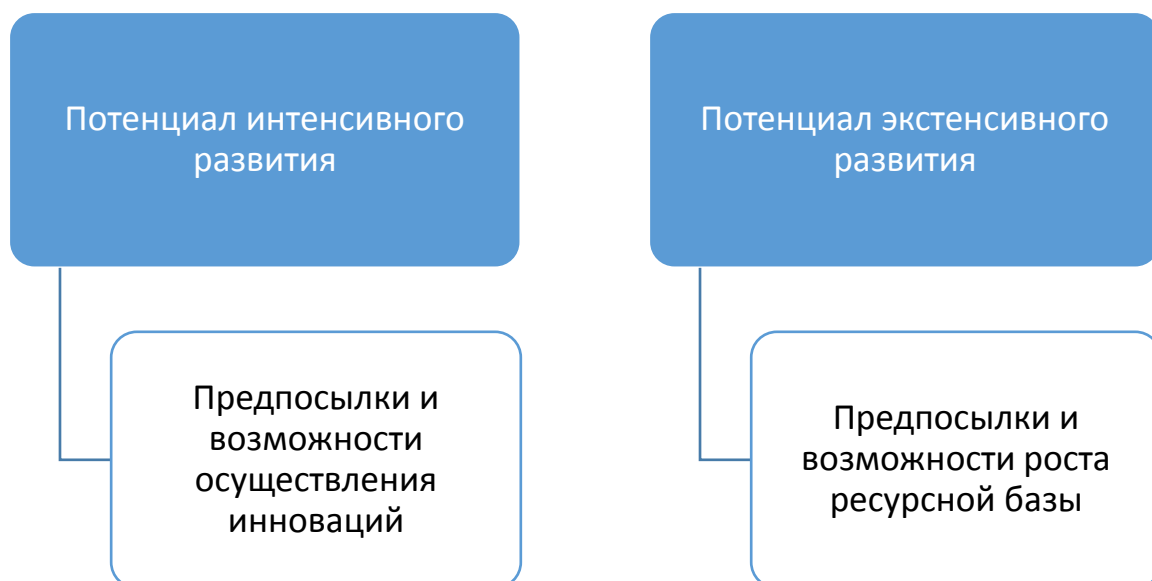 Потенциал интенсивного
развития
Предпосылки и
возможности
осуществления
инноваций
Потенциал экстенсивного
развития
Предпосылки и
возможности роста
ресурсной базы